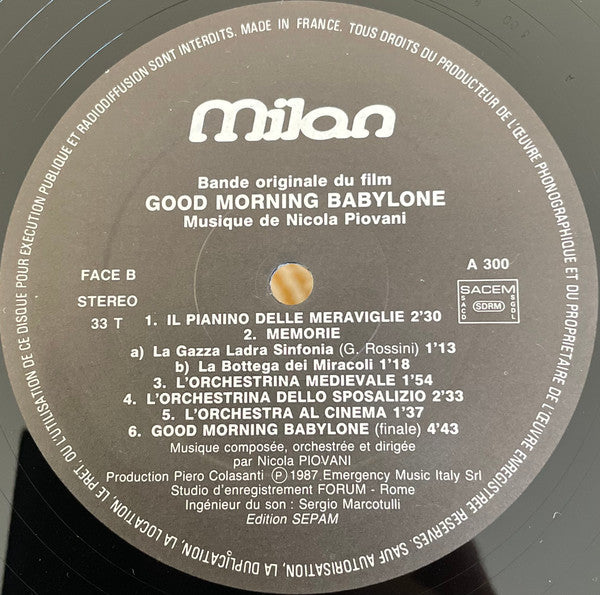 TOUS DROITS DU PRODUCTEUR DE L'ŒUVRE PHONOGRAPHIQUE ET DU PROPRIETAIRE DE L'ŒUVRE ENREGISTREE RESERVES. SAUF AUTORISATION, LA DUPLICATION, LA LOCATION, LE PRET, OU L'UTILISATION DE CE DISQUE POUR EXECUTION PUBLIQUE ET RADIODIFFUSION SONT INTERDITS. MADE IN FRANCE.
Milan
Bande originale du film
GOOD MORNING BABYLONE
Musique de Nicola Piovani
FACE B
STEREO
33 T
A 300
SACEM
SACD
SDRM
SGDL
1. IL PIANINO DELLE MERAVIGLIE 2'30
2. MEMORIE
a) La Gazza Ladra Sinfonia (G. Rossini) 1'13
b) La Bottega dei Miracoli 1'18
3. L'ORCHESTRINA MEDIEVALE 1'54
4. L'ORCHESTRINA DELLO SPOSALIZIO 2'33
5. L'ORCHESTRA AL CINEMA 1'37
6. GOOD MORNING BABYLONE (finale) 4'43
Musique composée, orchestrée et dirigée
par Nicola PIOVANI
Production Piero Colasanti Ⓟ 1987 Emergency Music Italy Srl
Studio d'enregistrement FORUM - Rome
Ingénieur du son : Sergio Marcotulli
Edition SEPAM